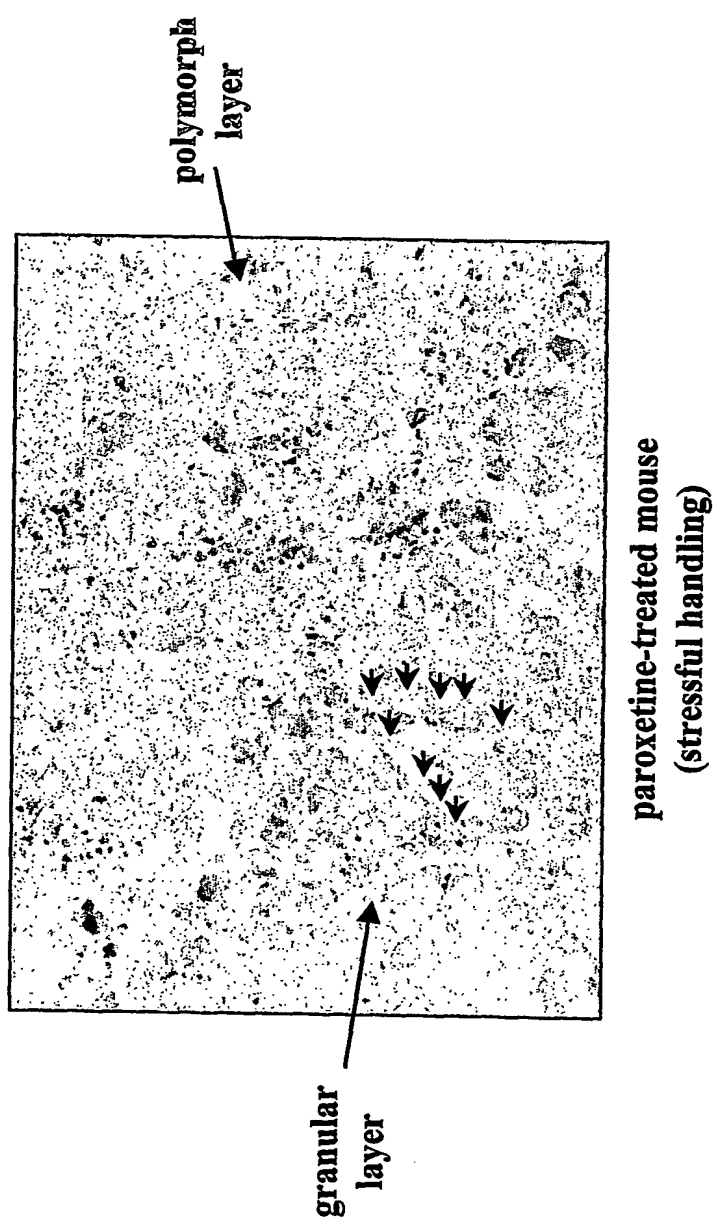 polymorph
layer
granular
layer
paroxetine-treated mouse
(stressful handling)